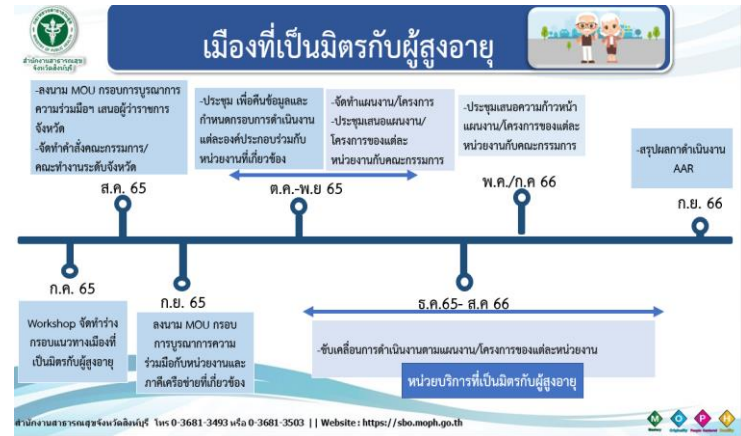 สำนักงานสาธารณสุข
จังหวัดสิงห์บุรี
เมืองที่เป็นมิตรกับผู้สูงอายุ
-ลงนาม MOU กรอบการบูรณาการ
ความร่วมมือฯ เสนอผู้ว่าราชการ
จังหวัด
-จัดทำคำสั่งคณะกรรมการ/
คณะทำงานระดับจังหวัด
ส.ค. 65
-ประชุม เพื่อคืนข้อมูลและ
กำหนดกรอบการดำเนินงาน
แต่ละองค์ประกอบร่วมกับ
หน่วยงานที่เกี่ยวข้อง
-จัดทำแผนงาน/โครงการ
-ประชุมเสนอแผนงาน/
โครงการของแต่ละ
หน่วยงานกับคณะกรรมการ
ต.ค.-พ.ย 65
-ประชุมเสนอความก้าวหน้า
แผนงาน/โครงการของแต่ละ
หน่วยงานกับคณะกรรมการ
พ.ค./ก.ค 66
-สรุปผลกาดำเนินงาน
AAR
ก.ย. 66
ก.ค. 65
Workshop จัดทำร่าง
กรอบแนวทางเมืองที่
เป็นมิตรกับผู้สูงอายุ
ก.ย. 65
ลงนาม MOU กรอบ
การบูรณาการความ
ร่วมมือกับหน่วยงานและ
ภาคีเครือข่ายที่เกี่ยวข้อง
ธ.ค.65- ส.ค 66
-ขับเคลื่อนการดำเนินงานตามแผนงาน/โครงการของแต่ละหน่วยงาน
หน่วยบริการที่เป็นมิตรกับผู้สูงอายุ
สำนักงานสาธารณสุขจังหวัดสิงห์บุรี โทร 0-3681-3493 หรือ 0-3681-3503 || Website : https://sbo.moph.go.th
M O P H